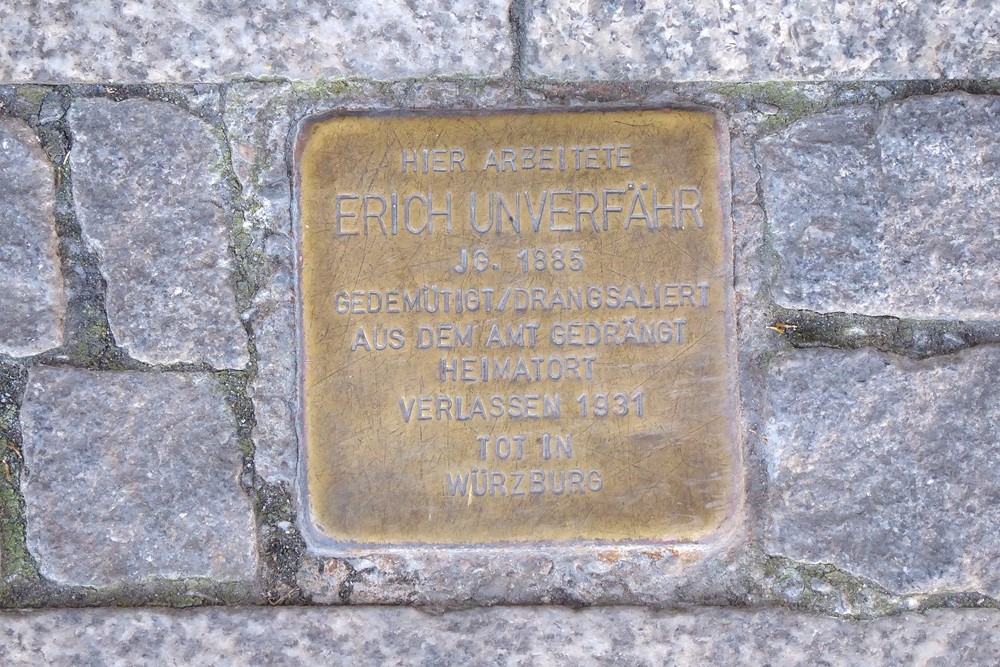 HIER ARBEITETE
ERICH UNVERFÄHR
JG. 1885
GEDEMÜTIGT/DRANGSALIERT
AUS DEM AMT GEDRÄNGT
HEIMATORT
VERLASSEN 1931
TOT IN
WÜRZBURG